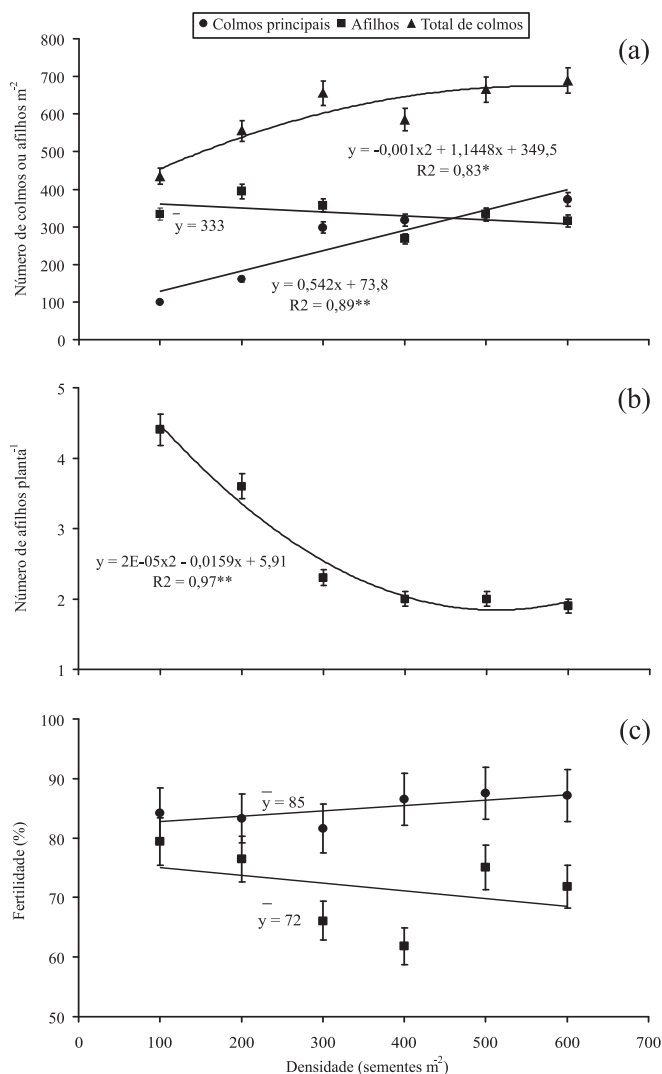 Colmos principais Afilhos Total de colmos
(a)
Número de colmos ou afilhos m-2
800
700
600
500
400
300
200
100
0
y = -0,001x2 + 1,1448x + 349,5
R2 = 0,83*
y = 333
y = 0,542x + 73,8
R2 = 0,89**
(b)
Número de afilhos planta-1
5
4
3
2
1
y = 2E-05x2 - 0,0159x + 5,91
R2 = 0,97**
(c)
Fertilidade (%)
100
90
80
70
60
50
y = 85
y = 72
0 100 200 300 400 500 600 700
Densidade (sementes m-2)